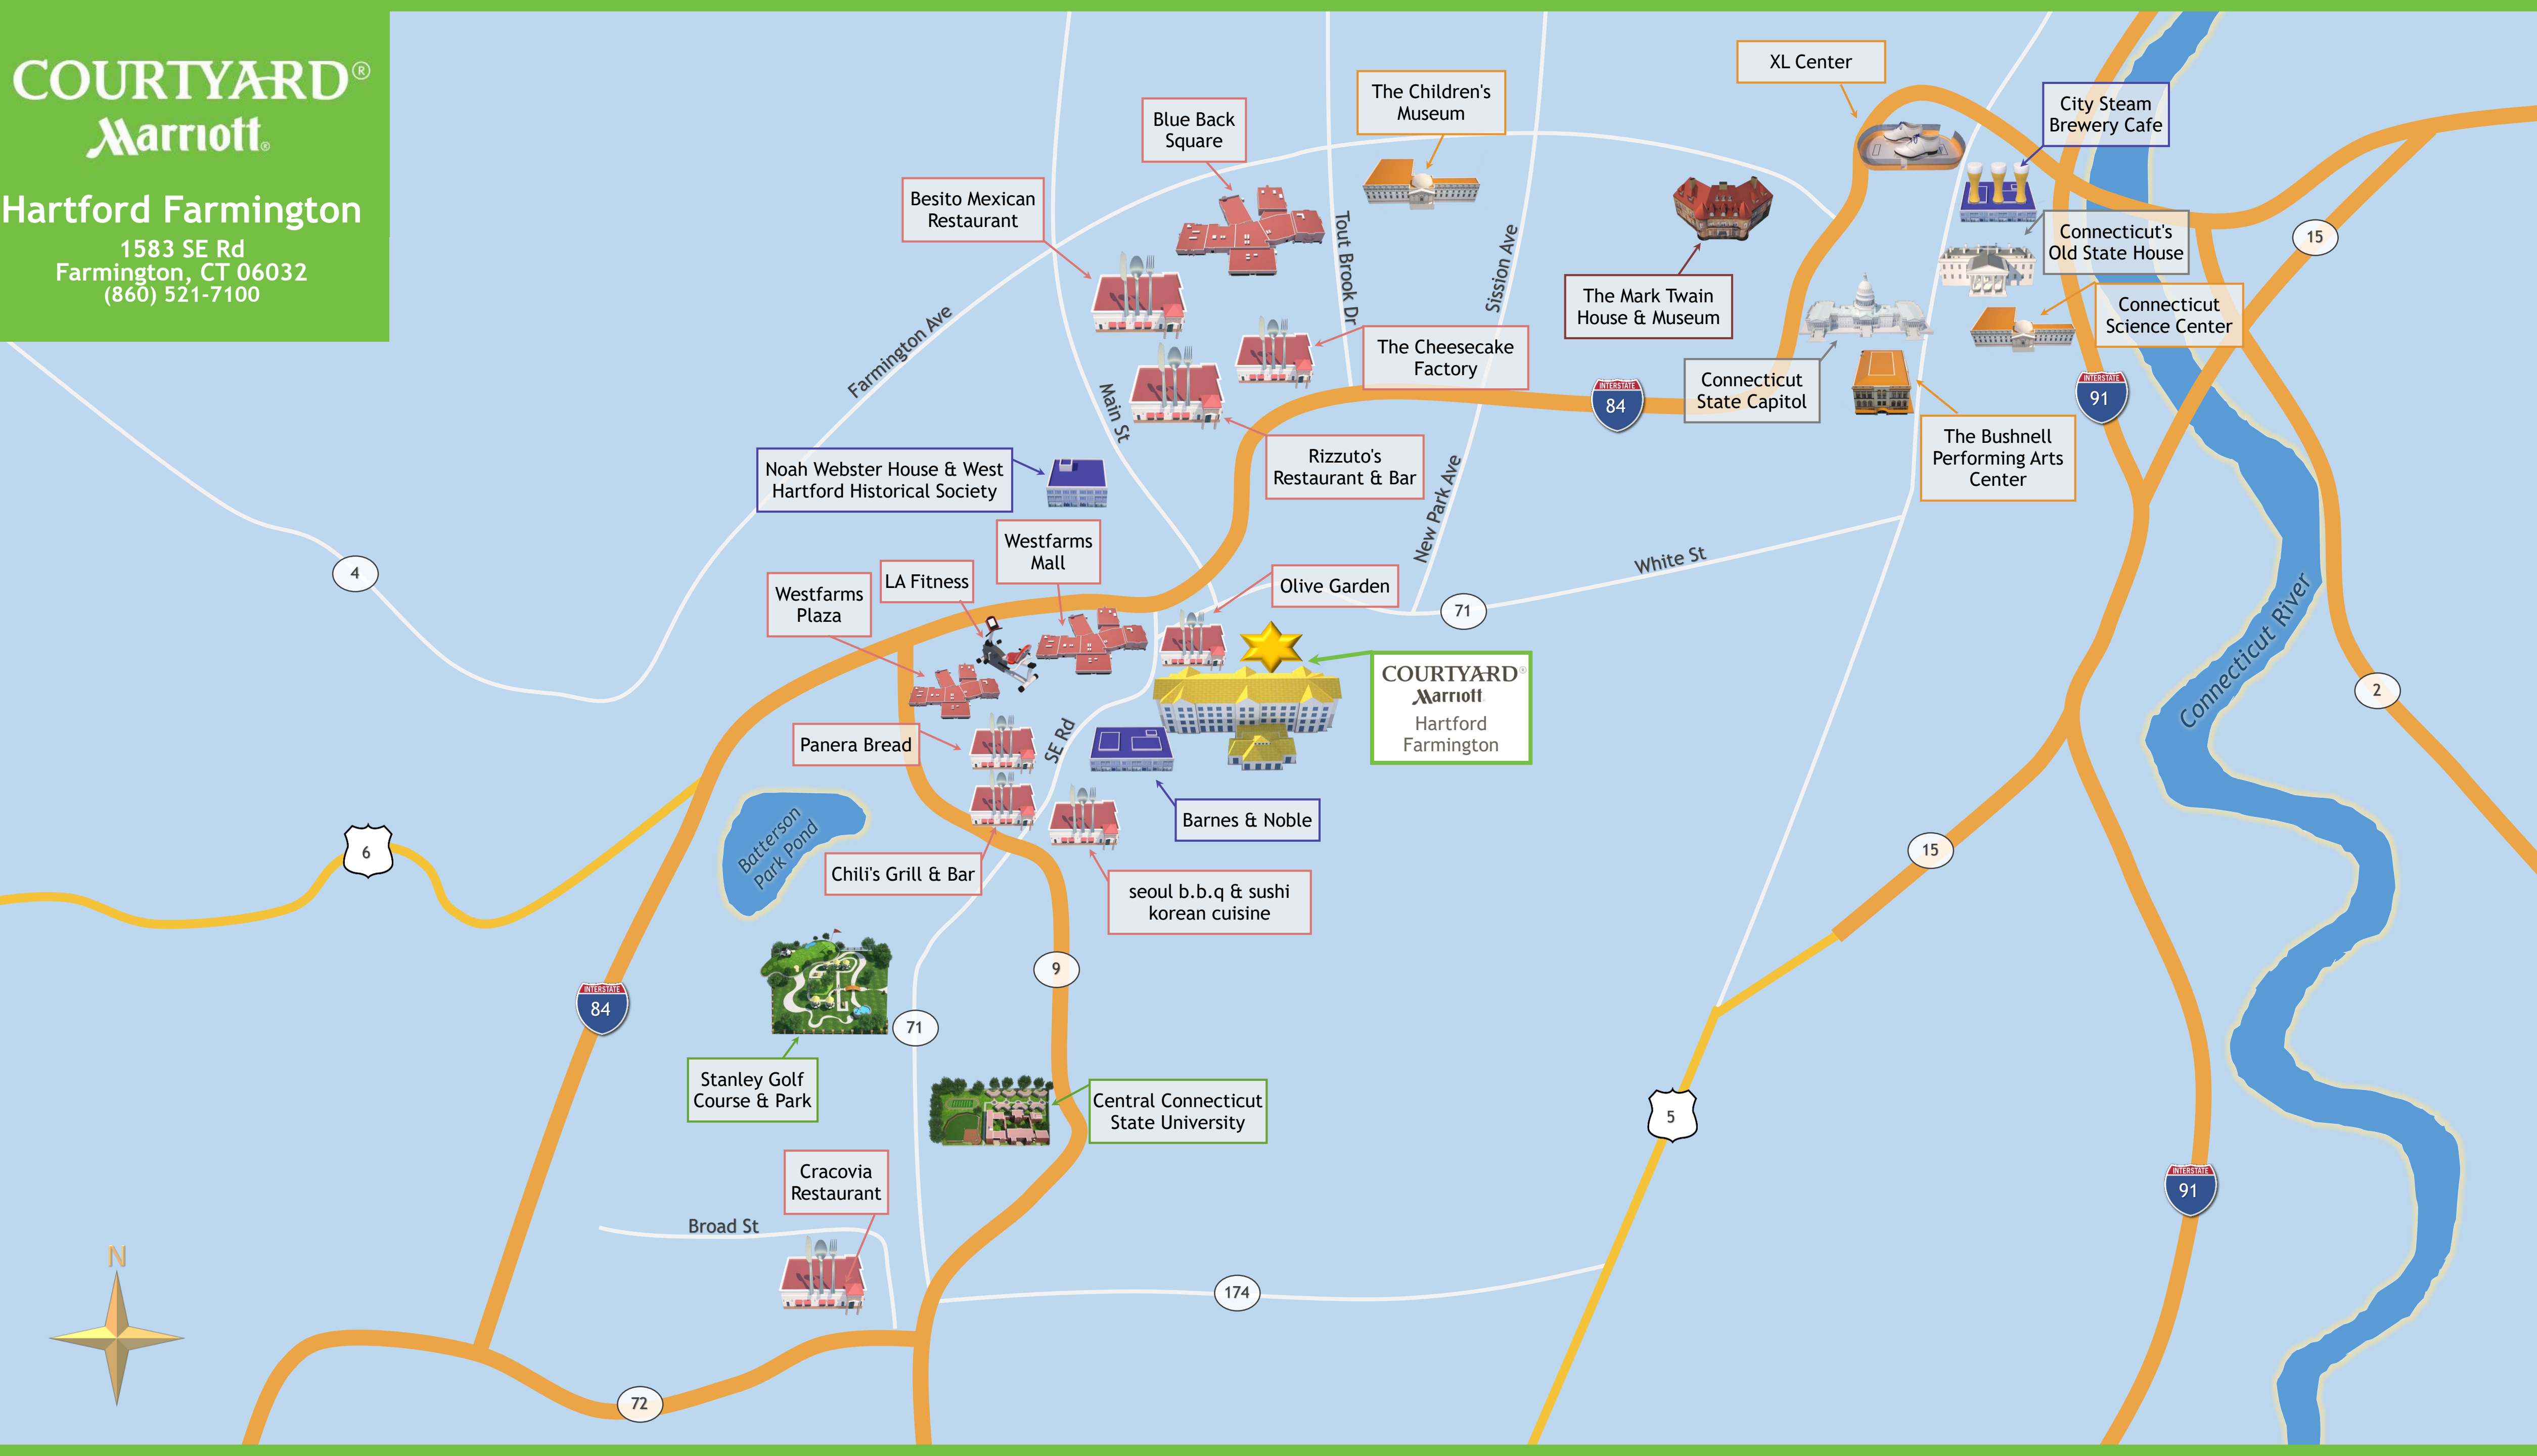 COURTYARD®
Marriott®
Hartford Farmington
1583 SE Rd
Farmington, CT 06032
(860) 521-7100
XL Center
The Children's
Museum
City Steam
Brewery Cafe
Blue Back
Square
Besito Mexican
Restaurant
Tout Brook Dr
Sission Ave
Connecticut's
Old State House
15
The Mark Twain
House & Museum
Connecticut
Science Center
Farmington Ave
The Cheesecake
Factory
Main St
INTERSTATE
84
Connecticut
State Capitol
INTERSTATE
91
The Bushnell
Performing Arts
Center
Rizzuto's
Restaurant & Bar
Noah Webster House & West
Hartford Historical Society
New Park Ave
Westfarms
Mall
White St
4
LA Fitness
Westfarms
Plaza
Olive Garden
71
Connecticut River
COURTYARD®
Marriott
Hartford
Farmington
2
Panera Bread
SE Rd
Barnes & Noble
6
Batterson
Park Pond
15
Chili's Grill & Bar
seoul b.b.q & sushi
korean cuisine
9
INTERSTATE
84
71
Stanley Golf
Course & Park
Central Connecticut
State University
5
Cracovia
Restaurant
INTERSTATE
91
Broad St
N
174
72